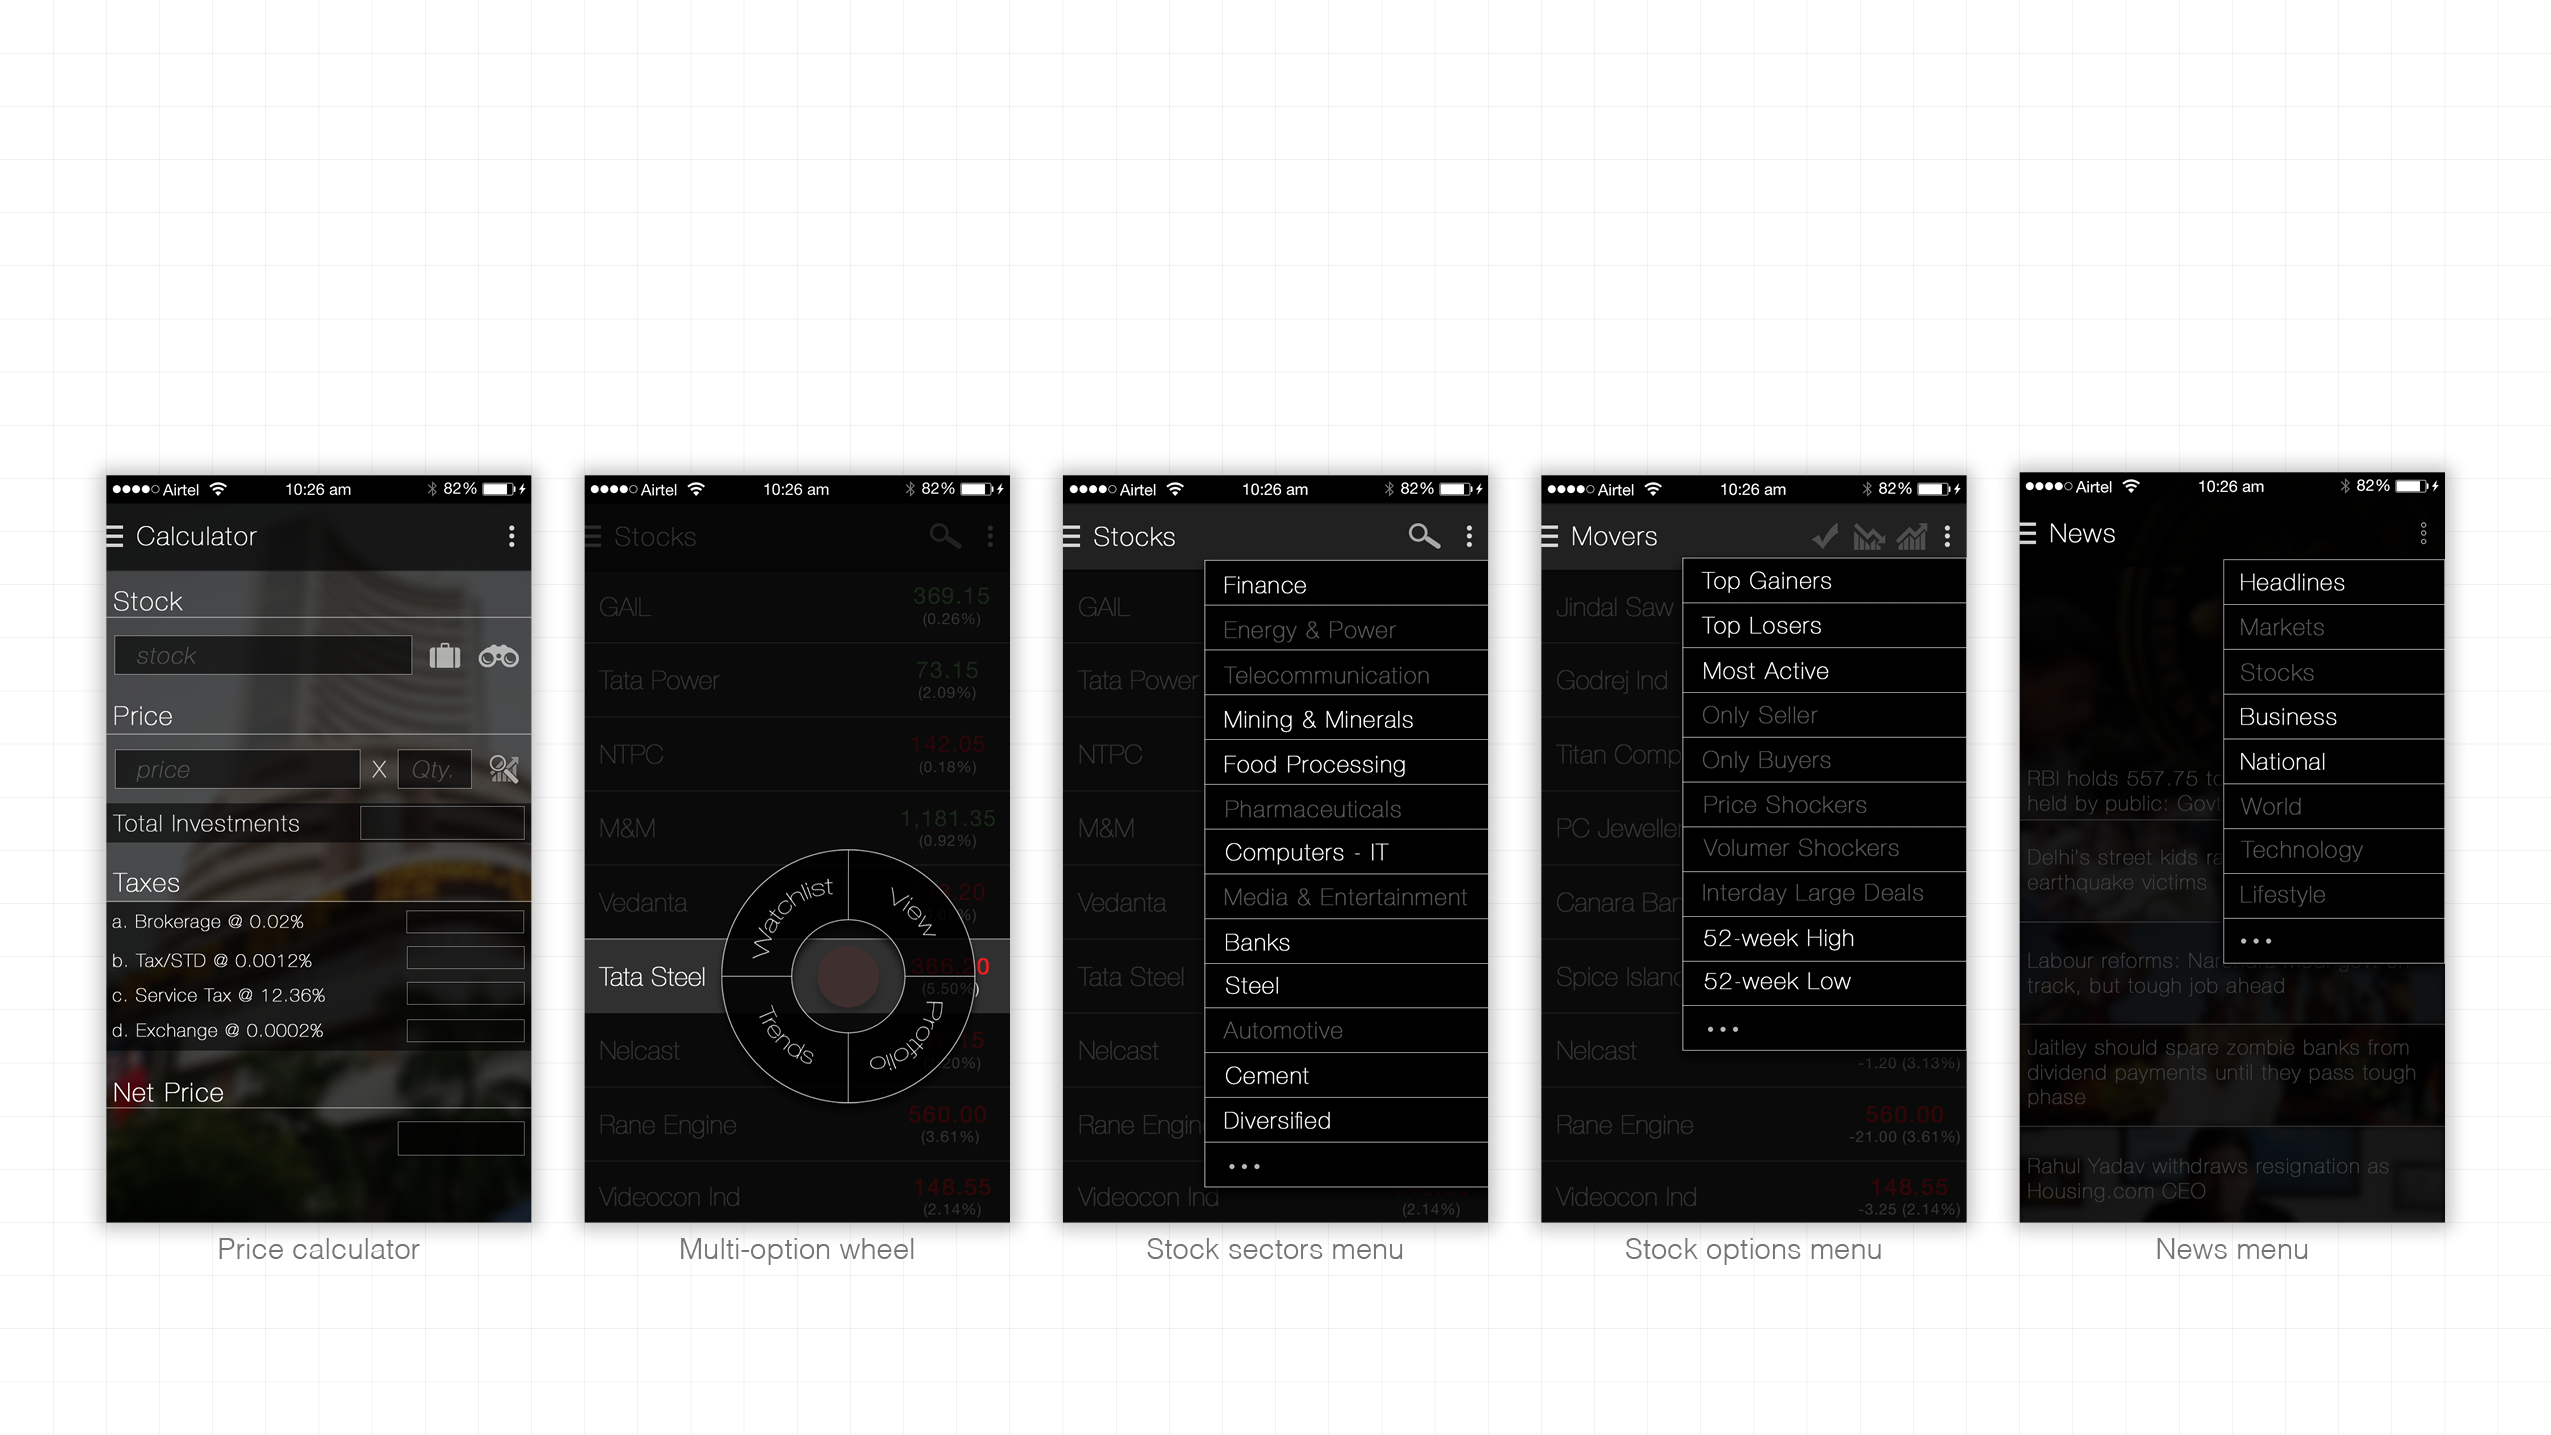 Airtel 10:26 am 82%
Calculator
Stock
stock
Price
price X Qty.
Total Investments
Taxes
a. Brokerage @ 0.02%
b. Tax/STD @ 0.0012%
c. Service Tax @ 12.36%
d. Exchange @ 0.0002%
Net Price
Price calculator
Airtel 10:26 am 82%
Stocks
GAIL 369.15
(0.26%)
Tata Power 73.15
(2.09%)
NTPC 142.05
(0.18%)
M&M 1,181.35
(0.92%)
Vedanta
Tata Steel 366.20
(5.50%)
Nelcast
Rane Engine 560.00
(3.61%)
Videocon Ind 148.55
(2.14%)
Watchlist
View
Trends
Protfolio
Multi-option wheel
Airtel 10:26 am 82%
Stocks
GAIL
Tata Power
NTPC
M&M
Vedanta
Tata Steel
Nelcast
Rane Engin
Videocon Ind
(2.14%)
Finance
Energy & Power
Telecommunication
Mining & Minerals
Food Processing
Pharmaceuticals
Computers - IT
Media & Entertainment
Banks
Steel
Automotive
Cement
Diversified
...
Stock sectors menu
Airtel 10:26 am 82%
Movers
Jindal Saw
Godrej Ind
Titan Comp
PC Jeweller
Canara Ban
Spice Island
Nelcast
-1.20 (3.13%)
Rane Engine 560.00
-21.00 (3.61%)
Videocon Ind 148.55
-3.25 (2.14%)
Top Gainers
Top Losers
Most Active
Only Seller
Only Buyers
Price Shockers
Volumer Shockers
Interday Large Deals
52-week High
52-week Low
...
Stock options menu
Airtel 10:26 am 82%
News
Headlines
Markets
Stocks
Business
National
World
Technology
Lifestyle
...
RBI holds 557.75 to
held by public: Govt
Delhi's street kids ra
earthquake victims
Labour reforms: Narendra Modi govt on
track, but tough job ahead
Jaitley should spare zombie banks from
dividend payments until they pass tough
phase
Rahul Yadav withdraws resignation as
Housing.com CEO
News menu